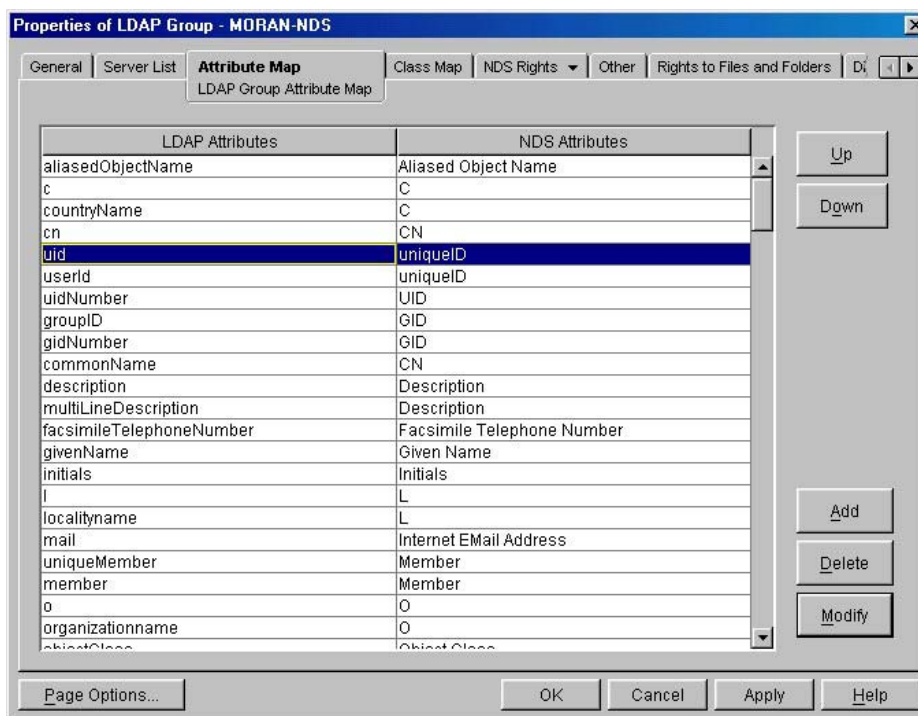 Properties of LDAP Group - MORAN-NDS
General Server List Attribute Map Class Map NDS Rights Other Rights to Files and Folders
LDAP Group Attribute Map
LDAP Attributes NDS Attributes
aliasedObjectName Aliased Object Name
c C
countryName C
cn CN
uid uniqueID
userId uniqueID
uidNumber UID
groupID GID
gidNumber GID
commonName CN
description Description
multiLineDescription Description
facsimileTelephoneNumber Facsimile Telephone Number
givenName Given Name
initials Initials
l L
localityname L
mail Internet EMail Address
uniqueMember Member
member Member
o O
organizationname O
objectClass Object Class
Up
Down
Add
Delete
Modify
Page Options... OK Cancel Apply Help